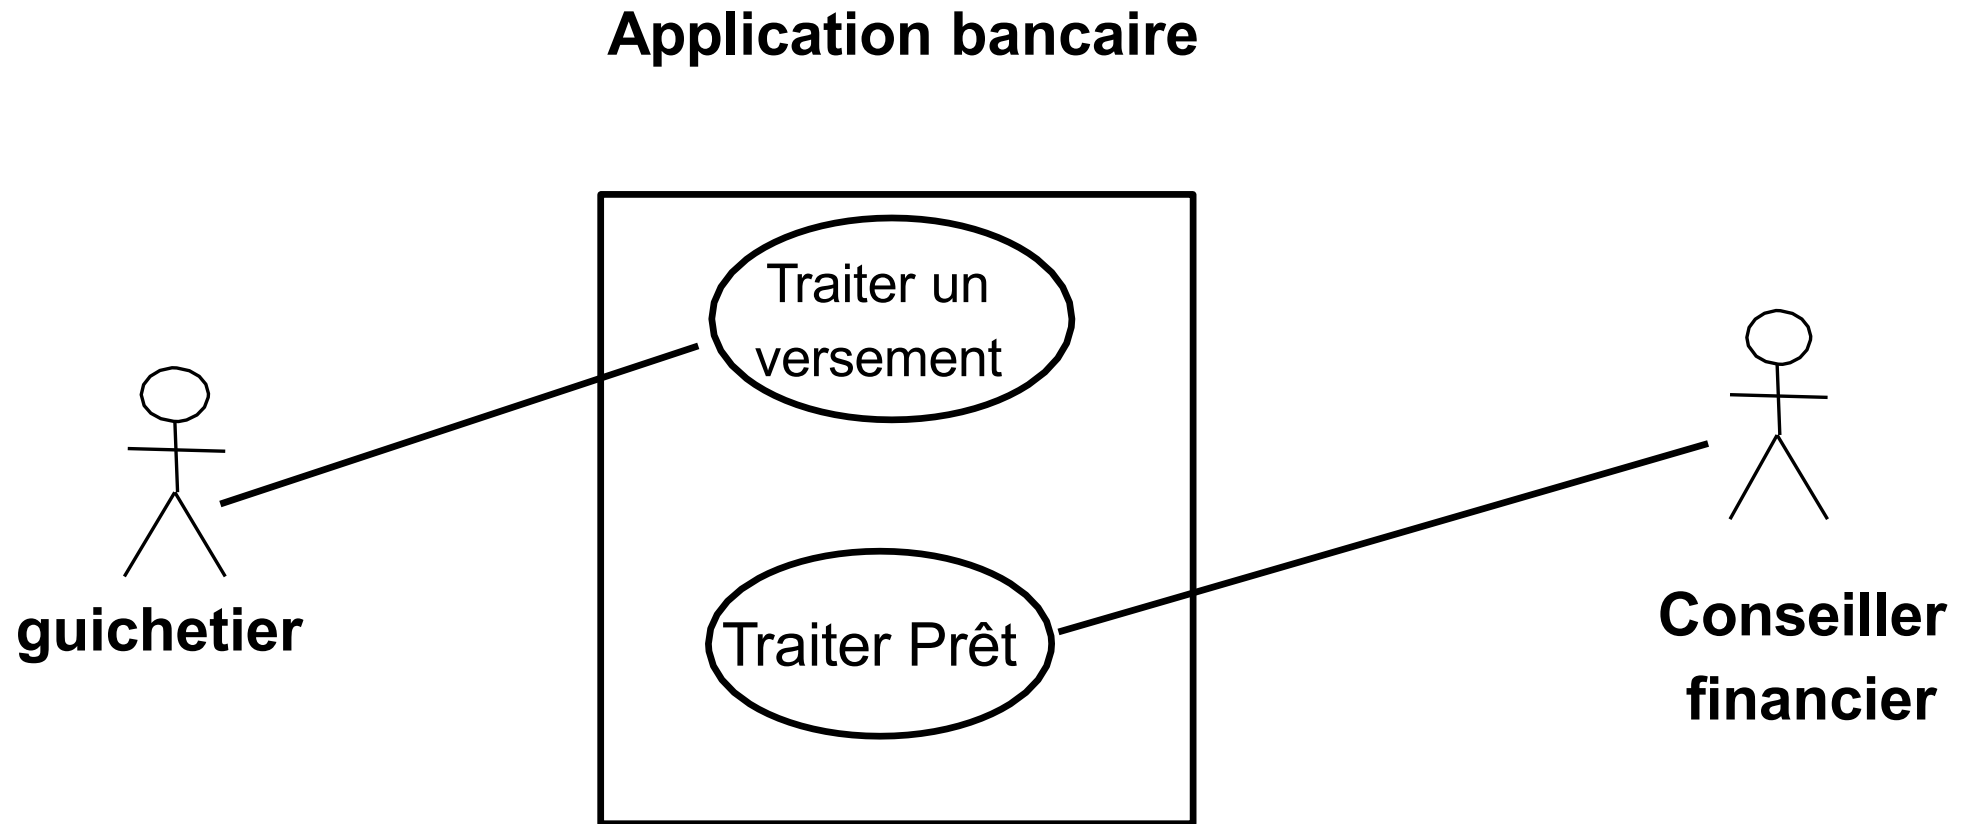 Application bancaire
Traiter un
versement
guichetier
Traiter Prêt
Conseiller
financier